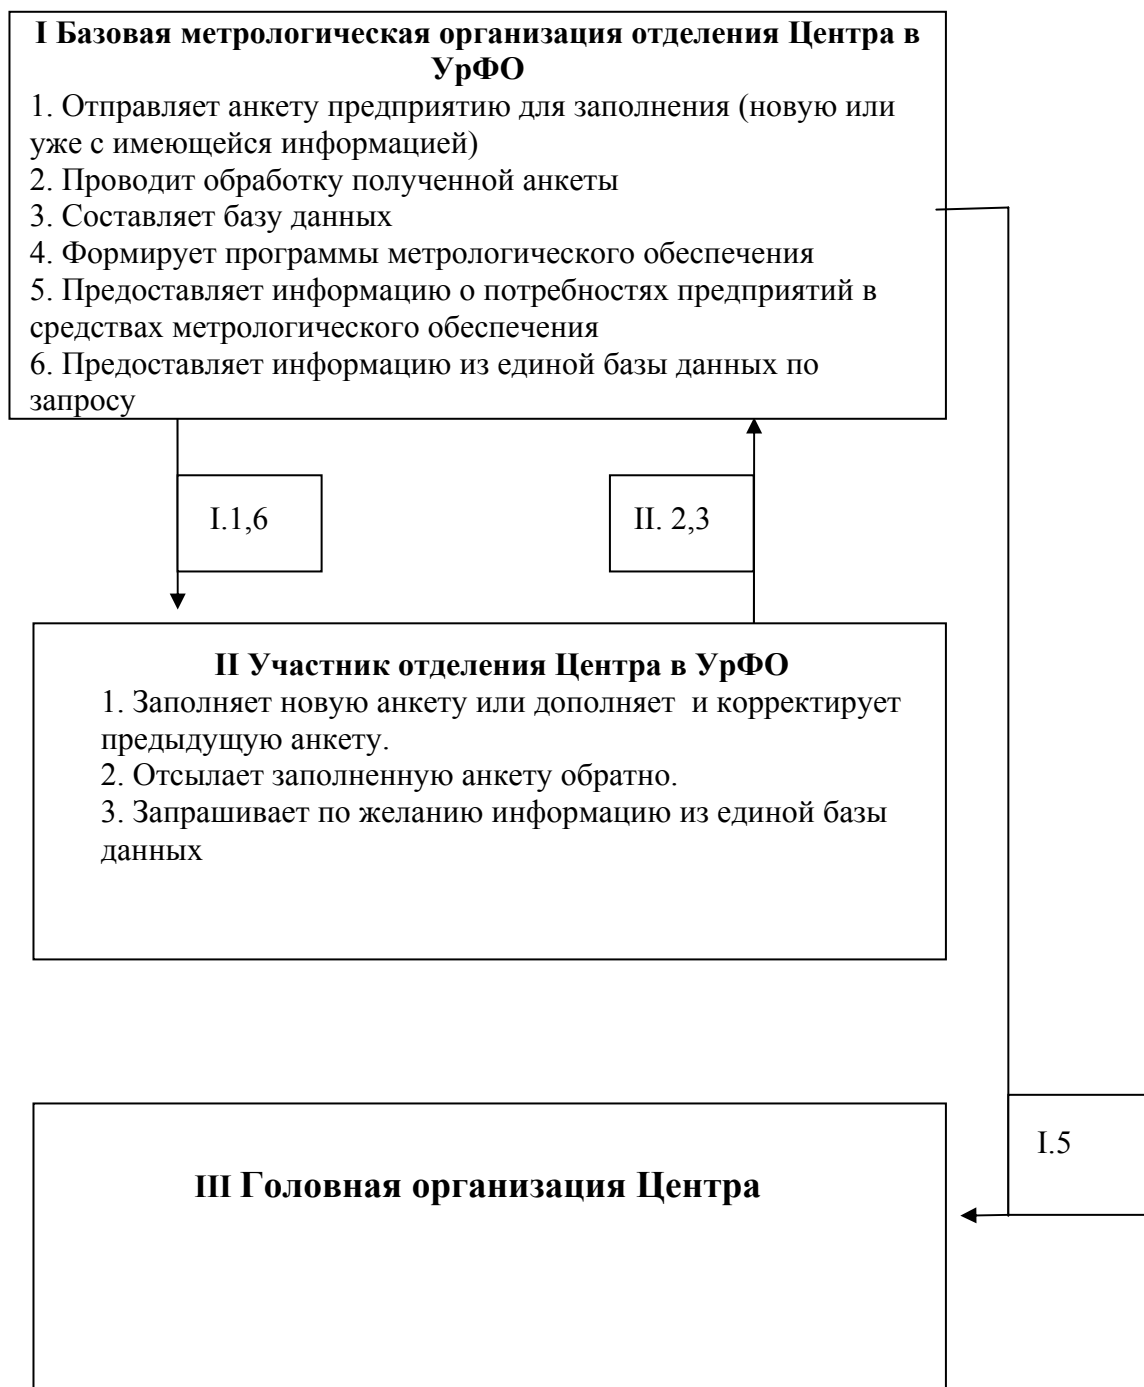 I Базовая метрологическая организация отделения Центра в
УрФО
1. Отправляет анкету предприятию для заполнения (новую или
уже с имеющейся информацией)
2. Проводит обработку полученной анкеты
3. Составляет базу данных
4. Формирует программы метрологического обеспечения
5. Предоставляет информацию о потребностях предприятий в
средствах метрологического обеспечения
6. Предоставляет информацию из единой базы данных по
запросу
I.1,6
II. 2,3
II Участник отделения Центра в УрФО
1. Заполняет новую анкету или дополняет  и корректирует
предыдущую анкету.
2. Отсылает заполненную анкету обратно.
3. Запрашивает по желанию информацию из единой базы
данных
I.5
III Головная организация Центра